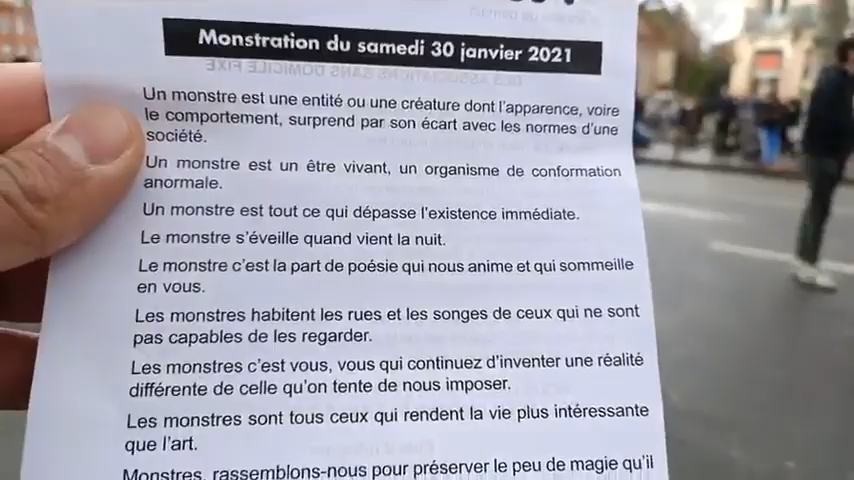 Monstration du samedi 30 janvier 2021
Un monstre est une entité ou une créature dont l'apparence, voire
le comportement, surprend par son écart avec les normes d'une
société.
Un monstre est un être vivant, un organisme de conformation
anormale.
Un monstre est tout ce qui dépasse l'existence immédiate.
Le monstre s'éveille quand vient la nuit.
Le monstre c'est la part de poésie qui nous anime et qui sommeille
en vous.
Les monstres habitent les rues et les songes de ceux qui ne sont
pas capables de les regarder.
Les monstres c'est vous, vous qui continuez d'inventer une réalité
différente de celle qu'on tente de nous imposer.
Les monstres sont tous ceux qui rendent la vie plus intéressante
que l'art.
Monstres, rassemblons-nous pour préserver le peu de magie qu'il